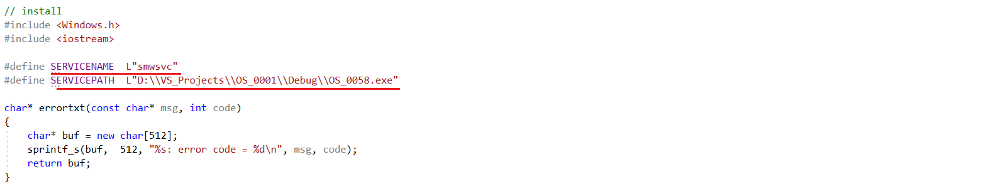 // install
#include <Windows.h>
#include <iostream>
#define SERVICENAME  L"smwsvc"
#define SERVICEPATH  L"D:\\VS_Projects\\OS_0001\\Debug\\OS_0058.exe"
char* errortxt(const char* msg, int code)
{
    char* buf = new char[512];
    sprintf_s(buf,  512, "%s: error code = %d\n", msg, code);
    return buf;
}